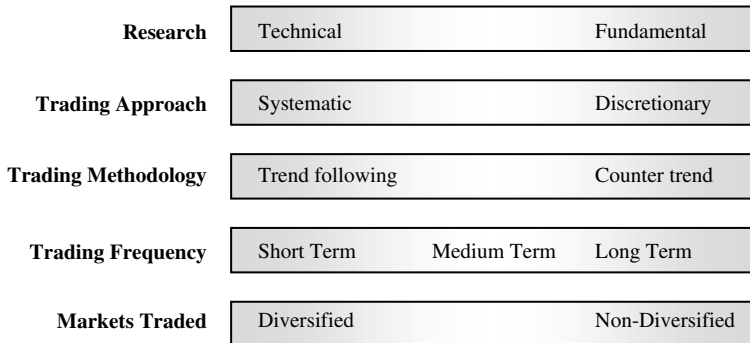 Research Technical Fundamental
Trading Approach Systematic Discretionary
Trading Methodology Trend following Counter trend
Trading Frequency Short Term Medium Term Long Term
Markets Traded Diversified Non-Diversified